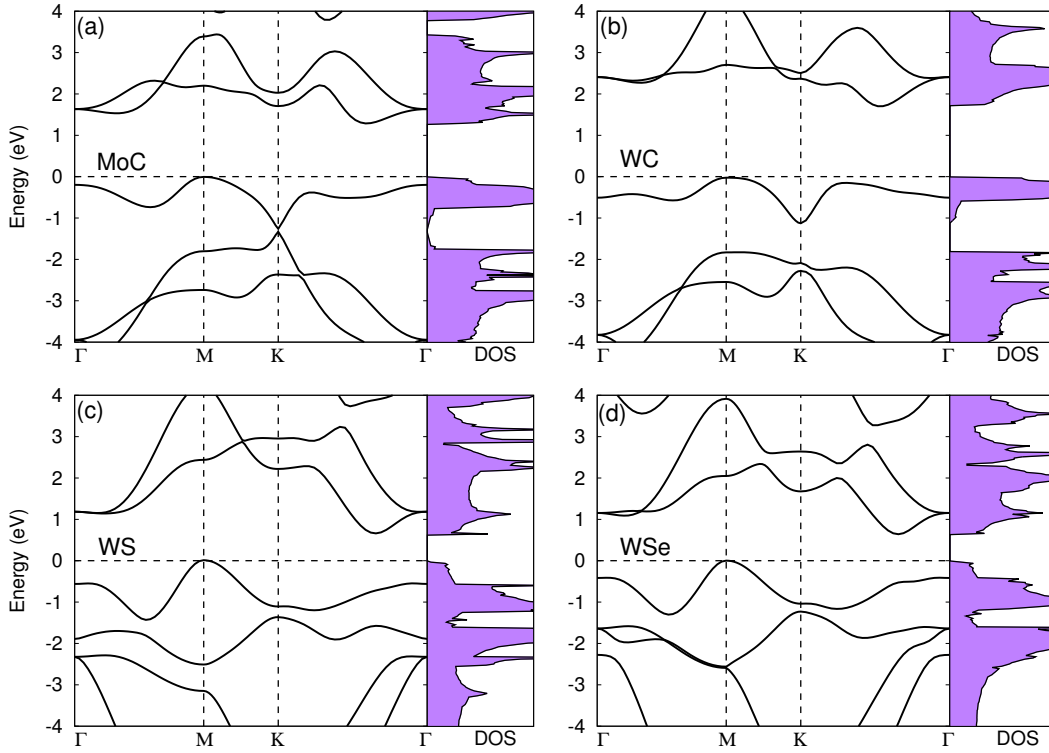 (a)
MoC
Energy (eV)
4
3
2
1
0
-1
-2
-3
-4
Γ M K Γ DOS
(b)
WC
4
3
2
1
0
-1
-2
-3
-4
Γ M K Γ DOS
(c)
WS
Energy (eV)
4
3
2
1
0
-1
-2
-3
-4
Γ M K Γ DOS
(d)
WSe
4
3
2
1
0
-1
-2
-3
-4
Γ M K Γ DOS